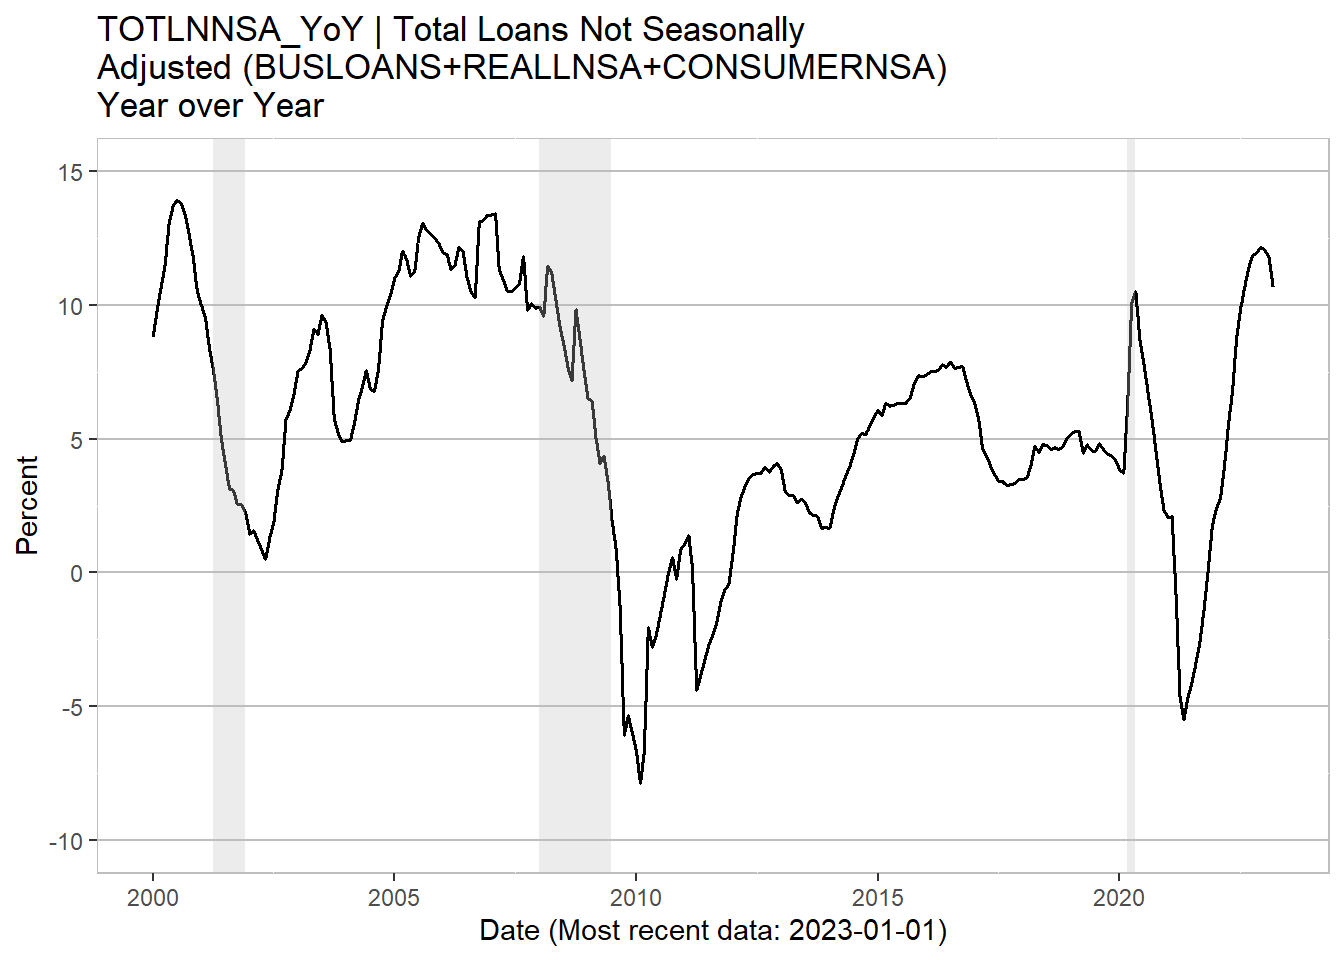 TOTLNNSA_YoY | Total Loans Not Seasonally
Adjusted (BUSLOANS+REALLNSA+CONSUMERNSA)
Year over Year
15
10
5
0
-5
-10
Percent
2000 2005 2010 2015 2020
Date (Most recent data: 2023-01-01)